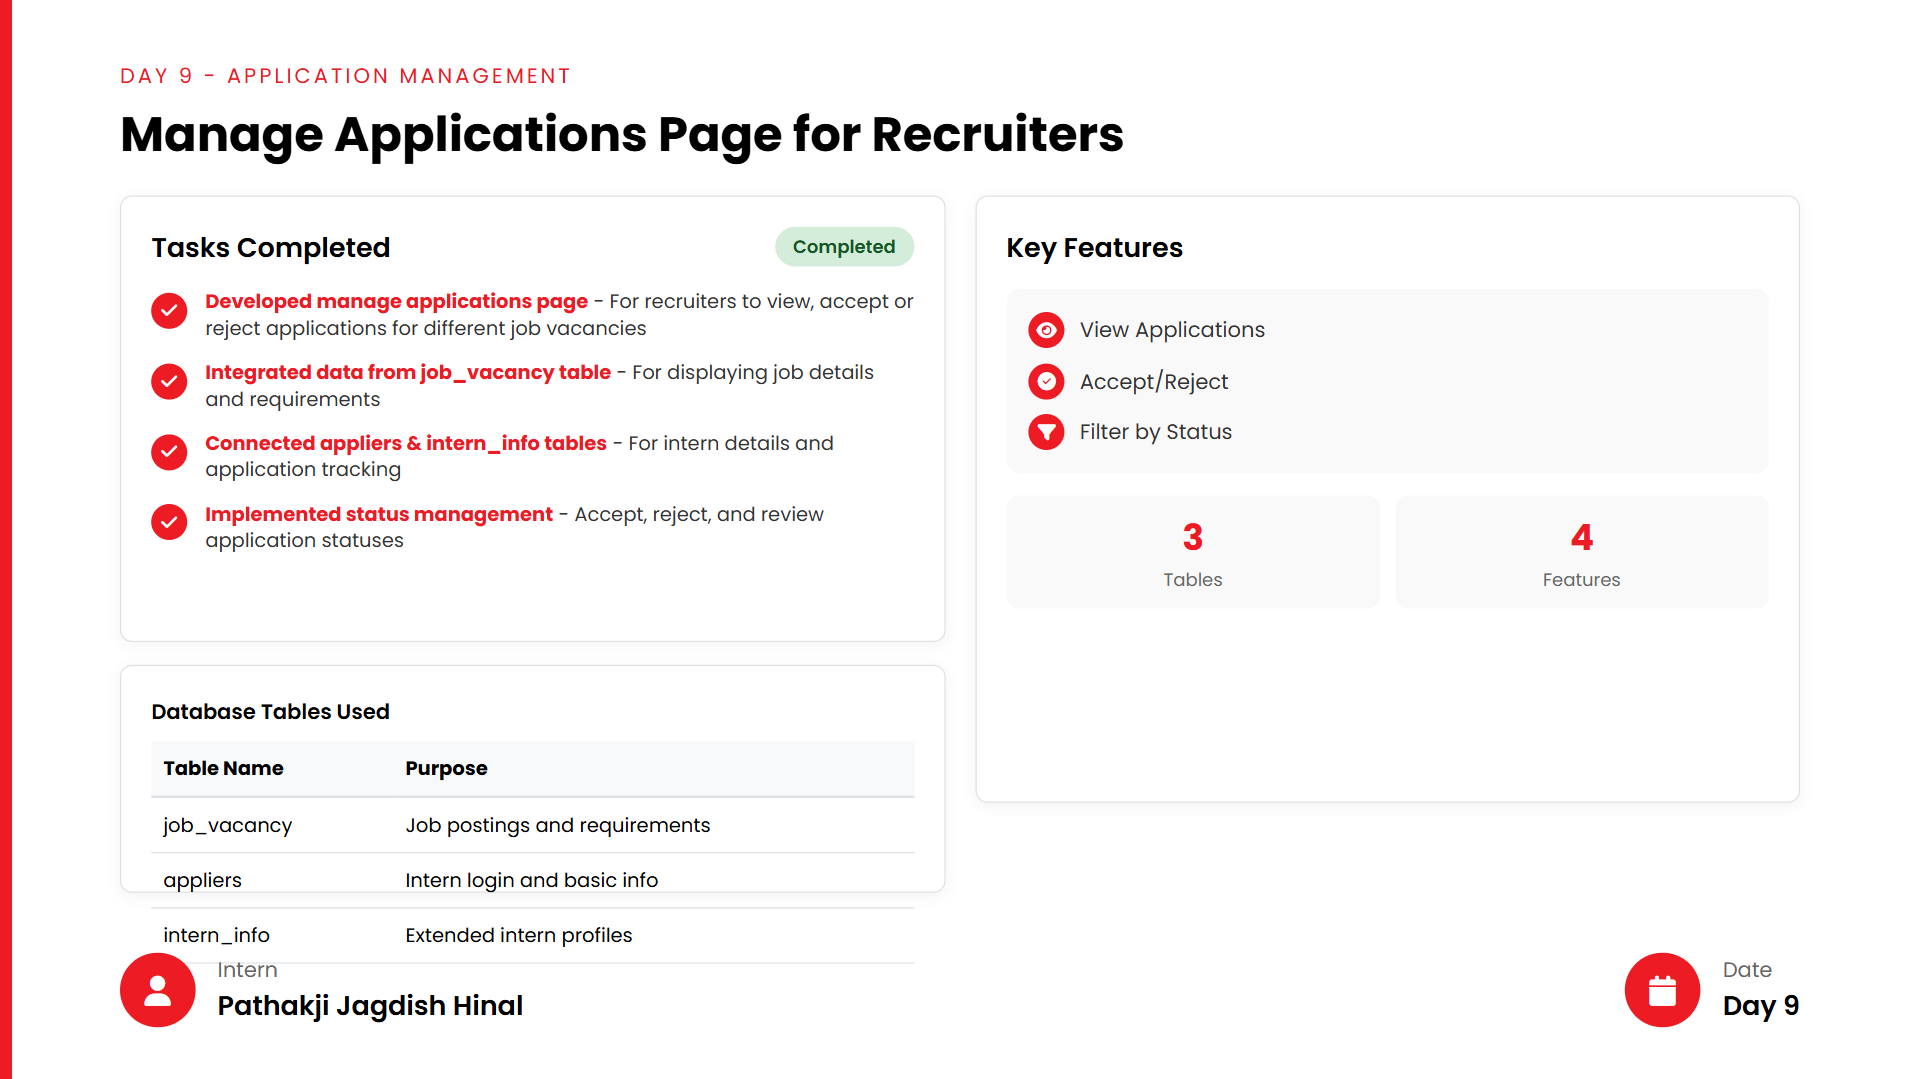 DAY 9 - APPLICATION MANAGEMENT
Manage Applications Page for Recruiters
Tasks Completed
Completed
Developed manage applications page - For recruiters to view, accept or
reject applications for different job vacancies
Integrated data from job_vacancy table - For displaying job details
and requirements
Connected appliers & intern_info tables - For intern details and
application tracking
Implemented status management - Accept, reject, and review
application statuses
Database Tables Used
Table Name Purpose
job_vacancy Job postings and requirements
appliers Intern login and basic info
intern_info Extended intern profiles
Key Features
View Applications
Accept/Reject
Filter by Status
3
Tables
4
Features
Intern
Pathakji Jagdish Hinal
Date
Day 9